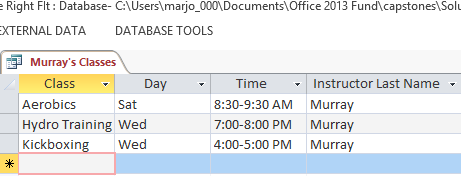 e Right FIt : Database- C:\Users\marjo_000\Documents\Office 2013 Fund\capstones\Solu
EXTERNAL DATA DATABASE TOOLS
Murray's Classes
Class Day Time Instructor Last Name
Aerobics Sat 8:30-9:30 AM Murray
Hydro Training Wed 7:00-8:00 PM Murray
Kickboxing Wed 4:00-5:00 PM Murray